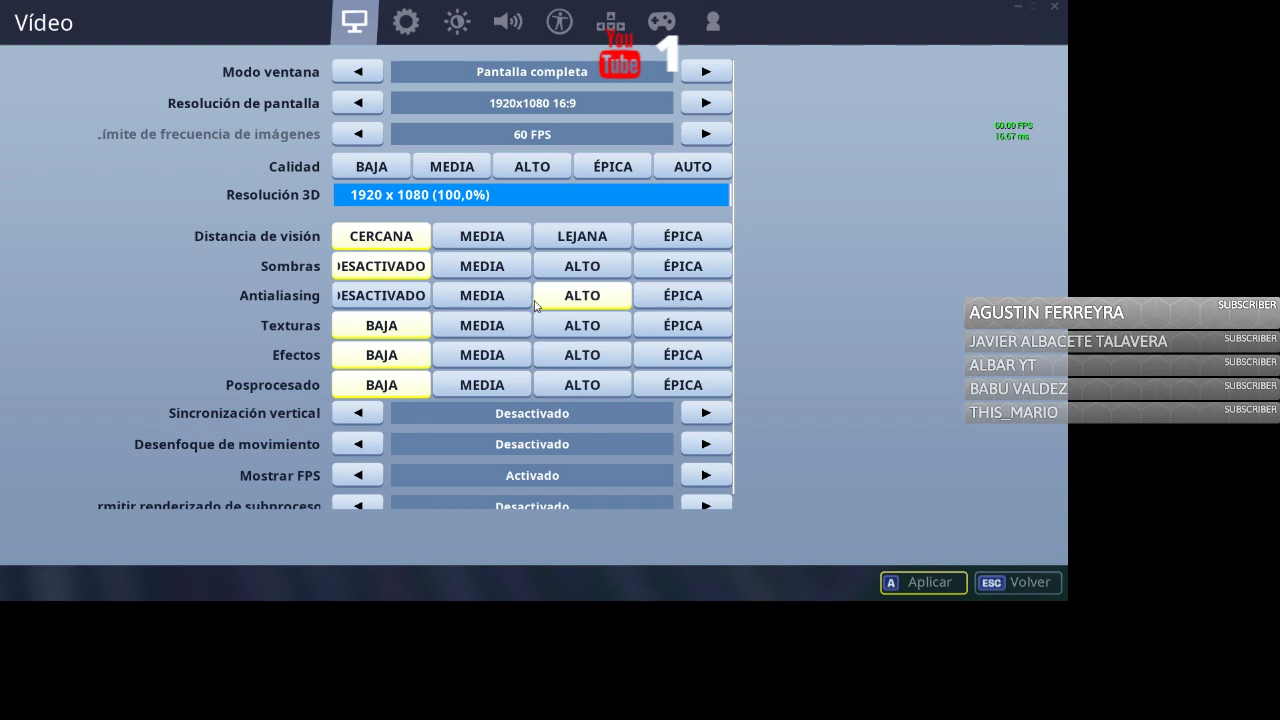 Vídeo
You
Tube
1
Modo ventana
Pantalla completa
Resolución de pantalla
1920x1080 16:9
.ímite de frecuencia de imágenes
60 FPS
60.00 FPS
16.67 ms
Calidad BAJA MEDIA ALTO ÉPICA AUTO
Resolución 3D 1920 x 1080 (100,0%)
Distancia de visión CERCANA MEDIA LEJANA ÉPICA
Sombras DESACTIVADO MEDIA ALTO ÉPICA
Antialiasing DESACTIVADO MEDIA ALTO ÉPICA
Texturas BAJA MEDIA ALTO ÉPICA
Efectos BAJA MEDIA ALTO ÉPICA
Posprocesado BAJA MEDIA ALTO ÉPICA
Sincronización vertical Desactivado
Desenfoque de movimiento Desactivado
Mostrar FPS Activado
rmitir renderizado de subproceso Desactivado
AGUSTIN FERREYRA SUBSCRIBER
JAVIER ALBACETE TALAVERA SUBSCRIBER
ALBAR YT SUBSCRIBER
BABU VALDEZ SUBSCRIBER
THIS_MARIO SUBSCRIBER
A Aplicar
ESC Volver